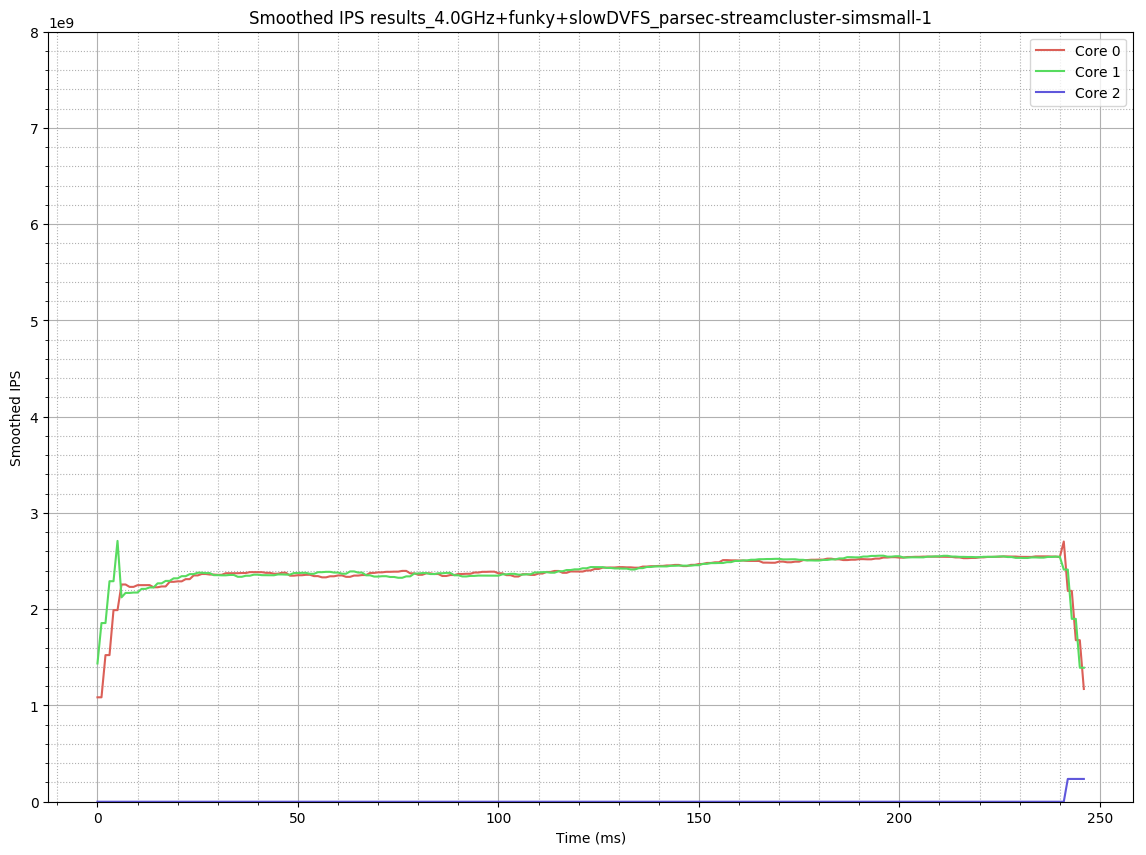 Smoothed IPS results_4.0GHz+funky+slowDVFS_parsec-streamcluster-simsmall-1
1e9
Core 0
Core 1
Core 2
8
7
6
5
4
3
2
1
0
Smoothed IPS
0
50
100
150
200
250
Time (ms)